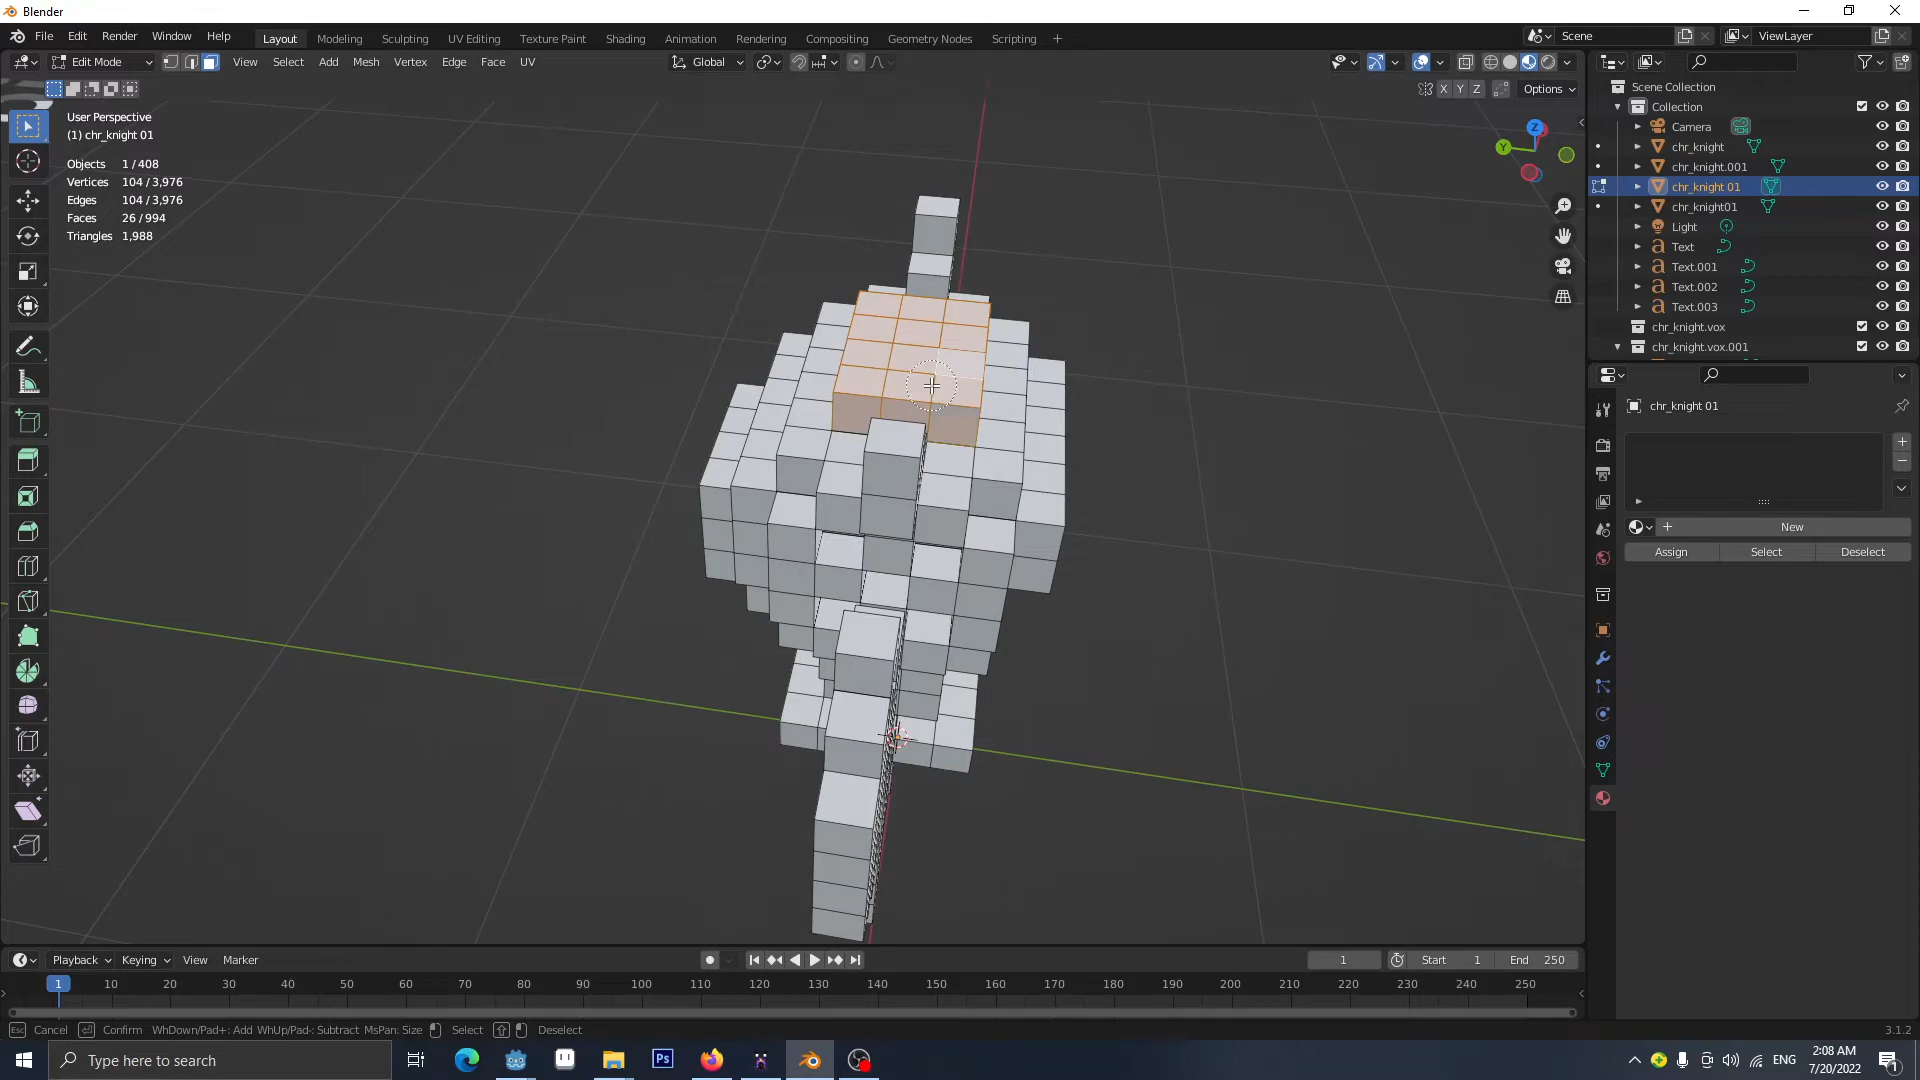 Blender
File Edit Render Window Help
Layout Modeling Sculpting UV Editing Texture Paint Shading Animation Rendering Compositing Geometry Nodes Scripting +
Scene
ViewLayer
Edit Mode
View Select Add Mesh Vertex Edge Face UV
Global
X Y Z
Options
User Perspective
(1) chr_knight 01
Objects 1 / 408
Vertices 104 / 3,976
Edges 104 / 3,976
Faces 26 / 994
Triangles 1,988
Z
Y
Scene Collection
Collection
Camera
chr_knight
chr_knight.001
chr_knight 01
chr_knight01
Light
Text
Text.001
Text.002
Text.003
chr_knight.vox
chr_knight.vox.001
chr_knight 01
New
Assign Select Deselect
Playback Keying View Marker
1
Start 1
End 250
1 10 20 30 40 50 60 70 80 90 100 110 120 130 140 150 160 170 180 190 200 210 220 230 240 250
Esc Cancel Confirm WhDown/Pad+: Add WhUp/Pad-: Subtract MsPan: Size Select Deselect
3.1.2
Type here to search
Ps
ENG
2:08 AM
7/20/2022
1